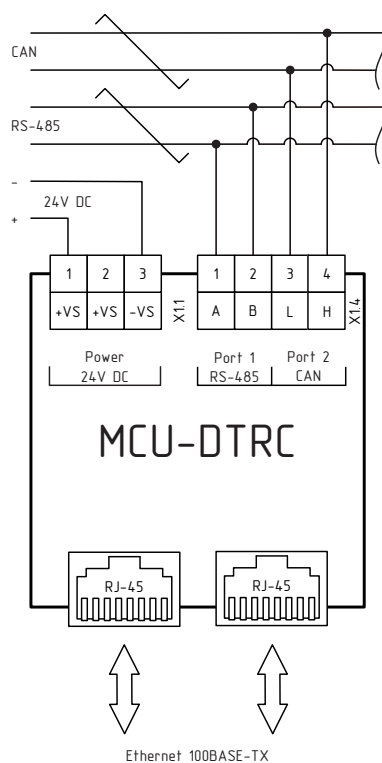 CAN
RS-485
-
24V DC
+
1 2 3
+VS +VS -VS
X1.1
1 2 3 4
A B L H
X1.4
Power
24V DC
Port 1 Port 2
RS-485 CAN
MCU-DTRC
RJ-45 RJ-45
Ethernet 100BASE-TX